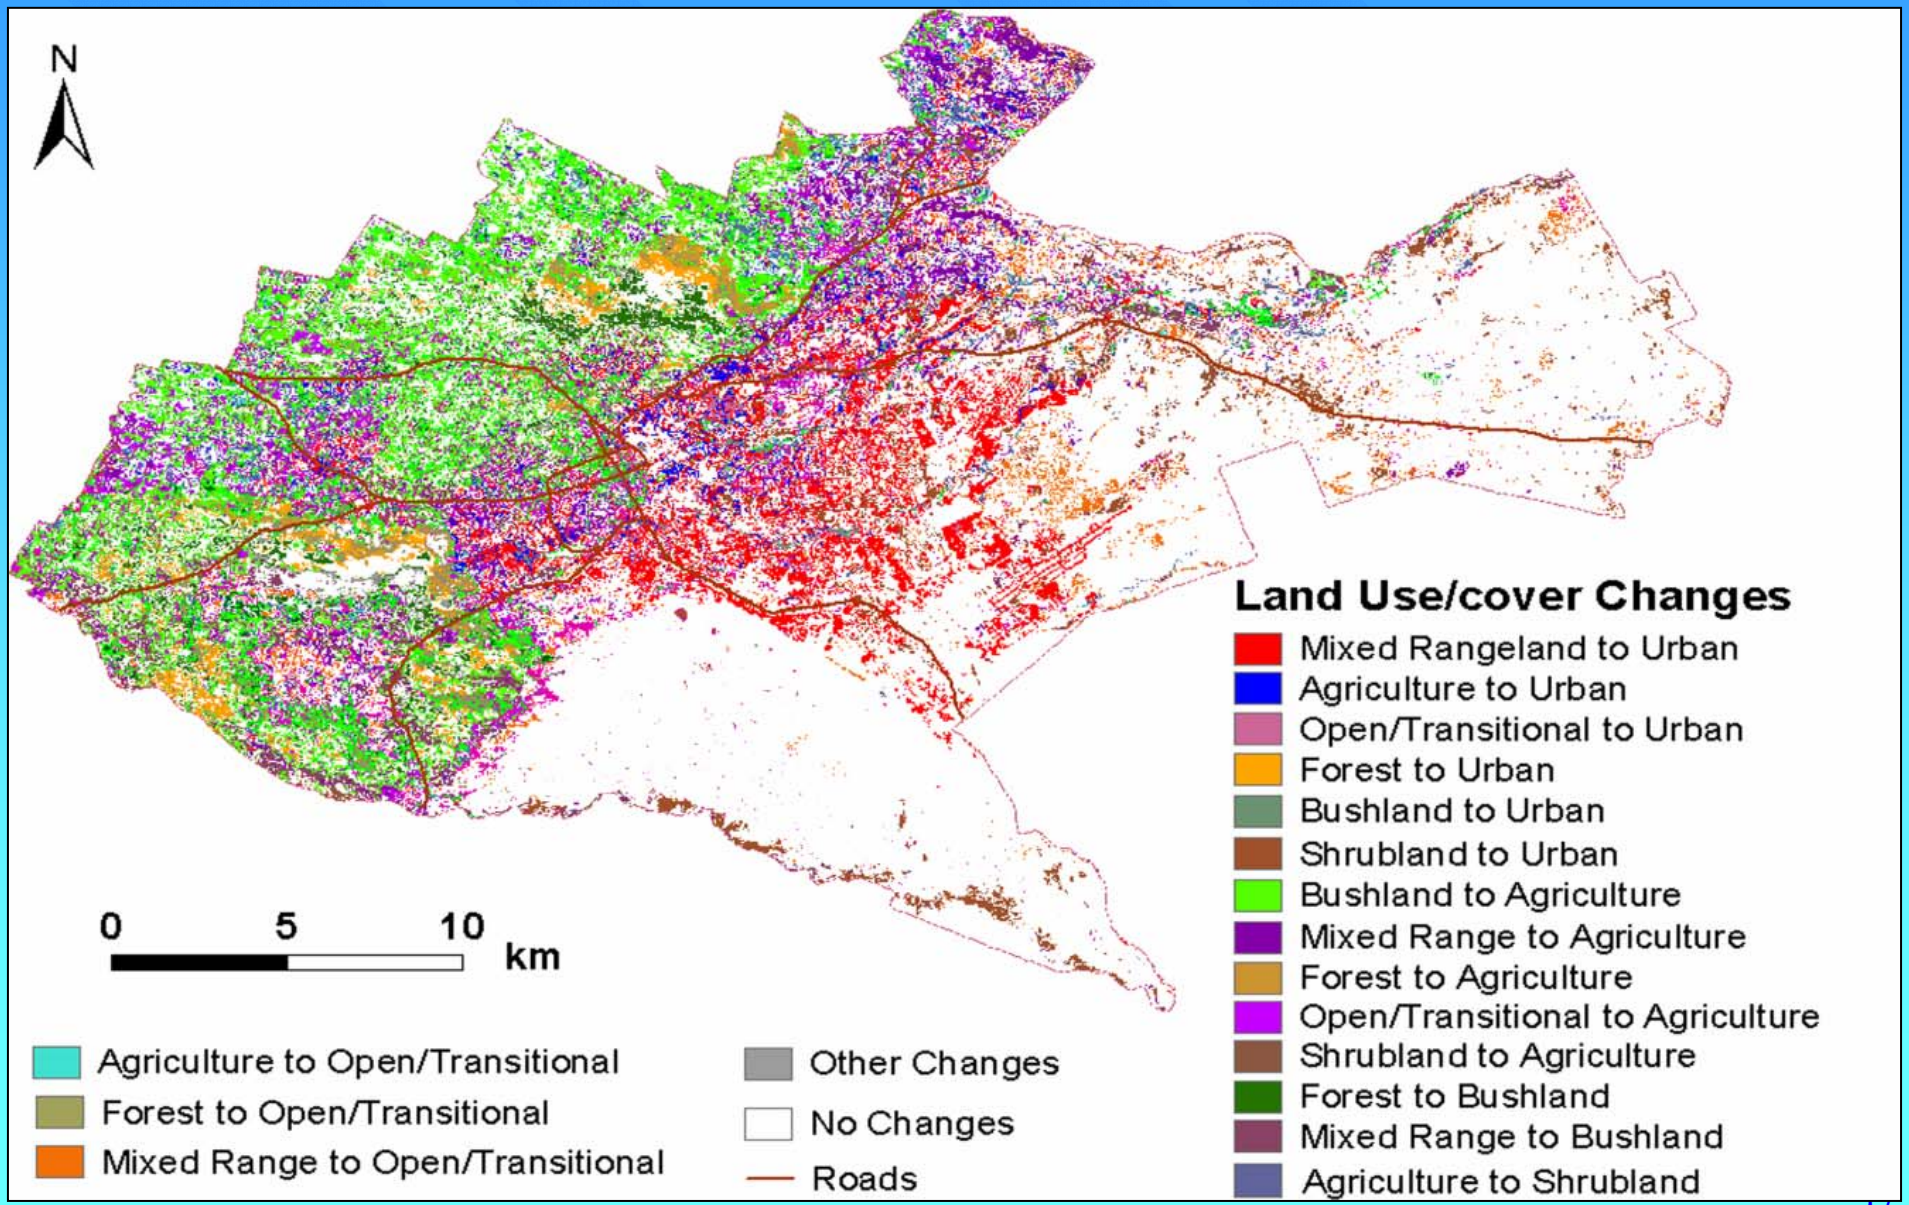 N
Land Use/cover Changes
Mixed Rangeland to Urban
Agriculture to Urban
Open/Transitional to Urban
Forest to Urban
Bushland to Urban
Shrubland to Urban
Bushland to Agriculture
Mixed Range to Agriculture
Forest to Agriculture
Open/Transitional to Agriculture
Shrubland to Agriculture
Forest to Bushland
Mixed Range to Bushland
Agriculture to Shrubland
0 5 10
km
Agriculture to Open/Transitional
Forest to Open/Transitional
Mixed Range to Open/Transitional
Other Changes
No Changes
Roads